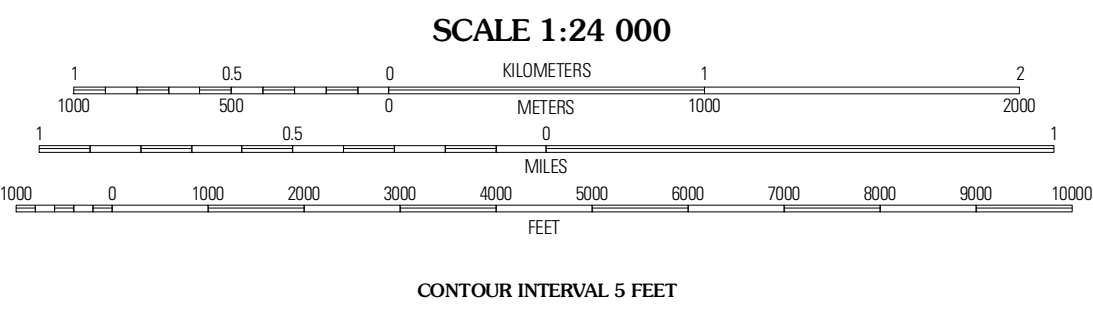 SCALE 1:24 000
1 0.5 0 KILOMETERS 1 2
1000 500 0 METERS 1000 2000
1 0.5 0 1
MILES
1000 0 1000 2000 3000 4000 5000 6000 7000 8000 9000 10000
FEET
CONTOUR INTERVAL 5 FEET